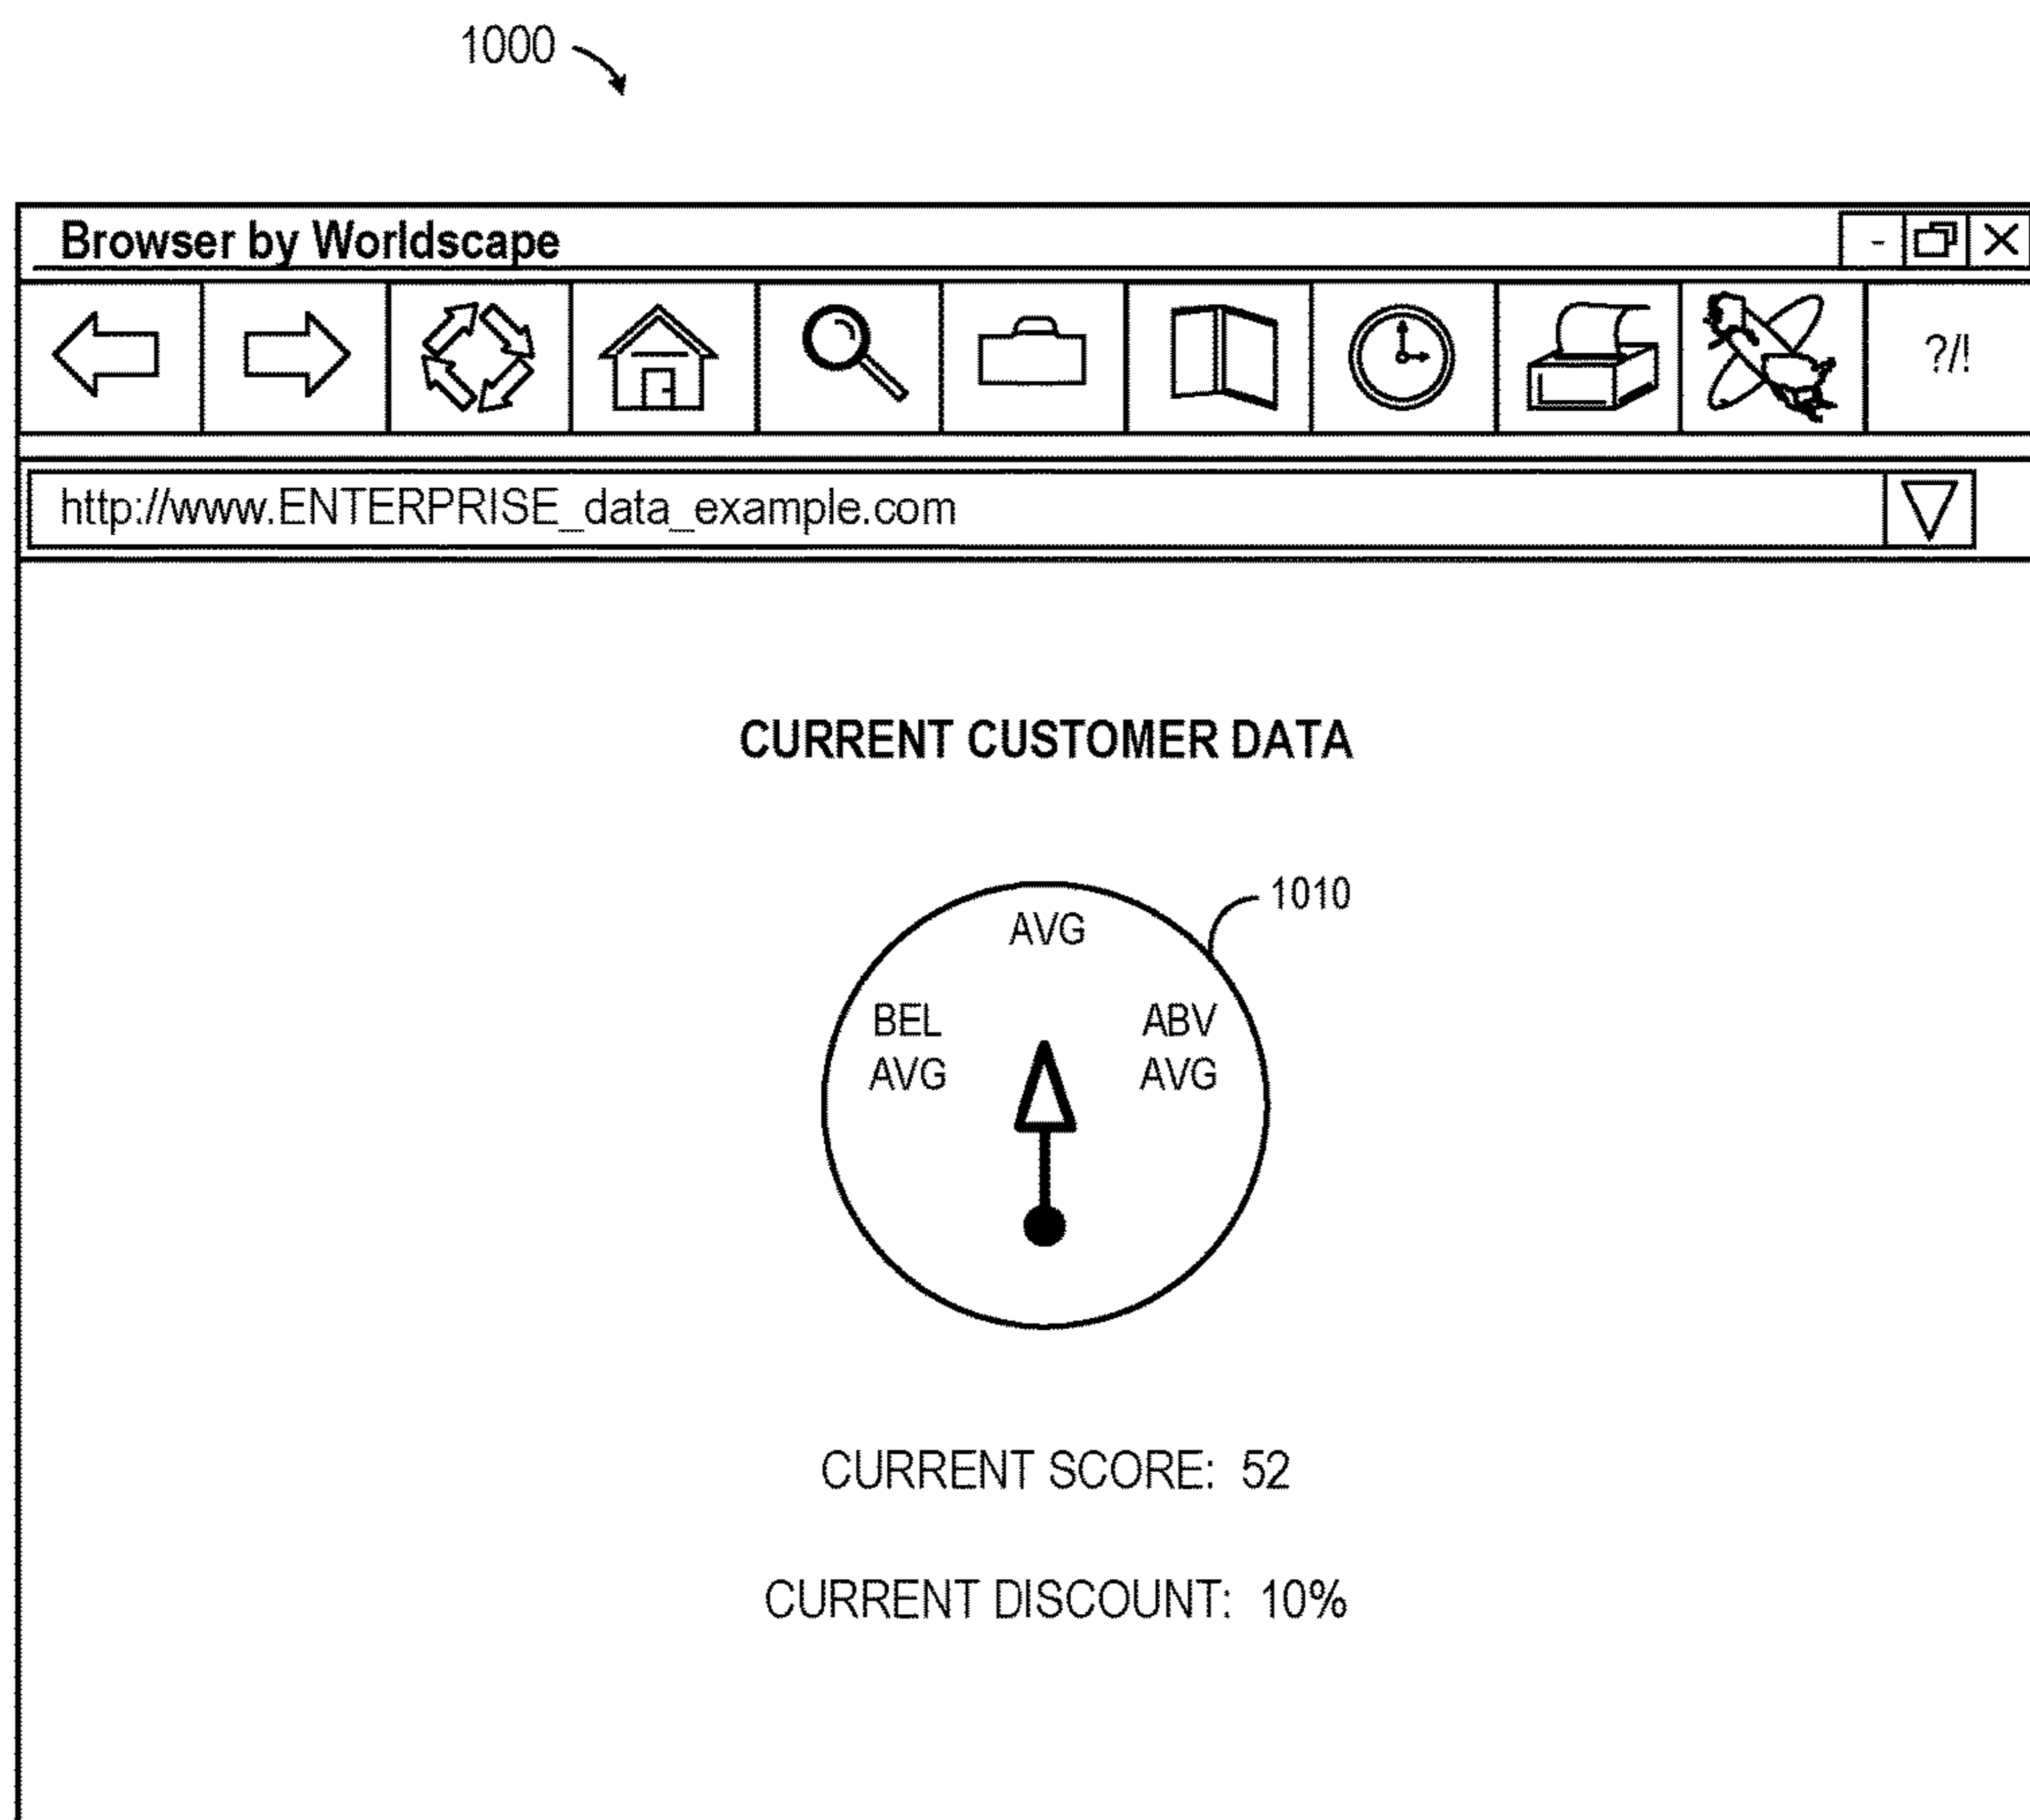 1000
Browser by Worldscape
?/!
http://www.ENTERPRISE_data_example.com
CURRENT CUSTOMER DATA
1010
AVG
BEL
AVG
ABV
AVG
CURRENT SCORE: 52
CURRENT DISCOUNT: 10%